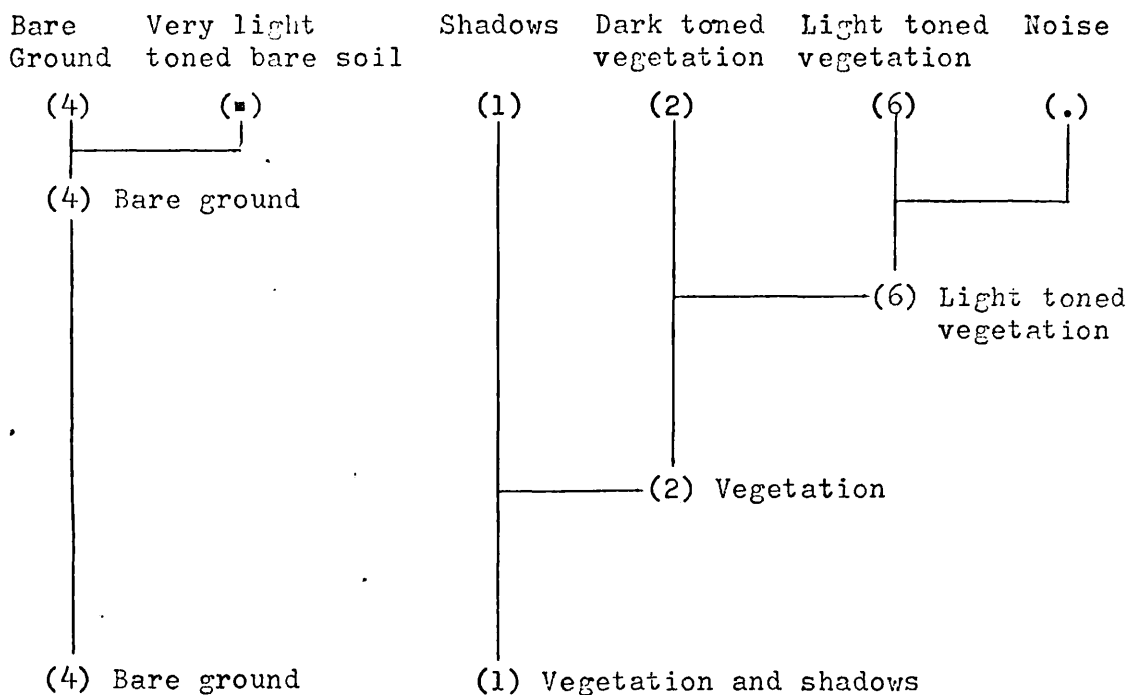 Bare Very light Shadows Dark toned Light toned Noise
Ground toned bare soil vegetation vegetation
(4) (▪) (1) (2) (6) (.)
(4) Bare ground
(6) Light toned
vegetation
(2) Vegetation
(4) Bare ground (1) Vegetation and shadows